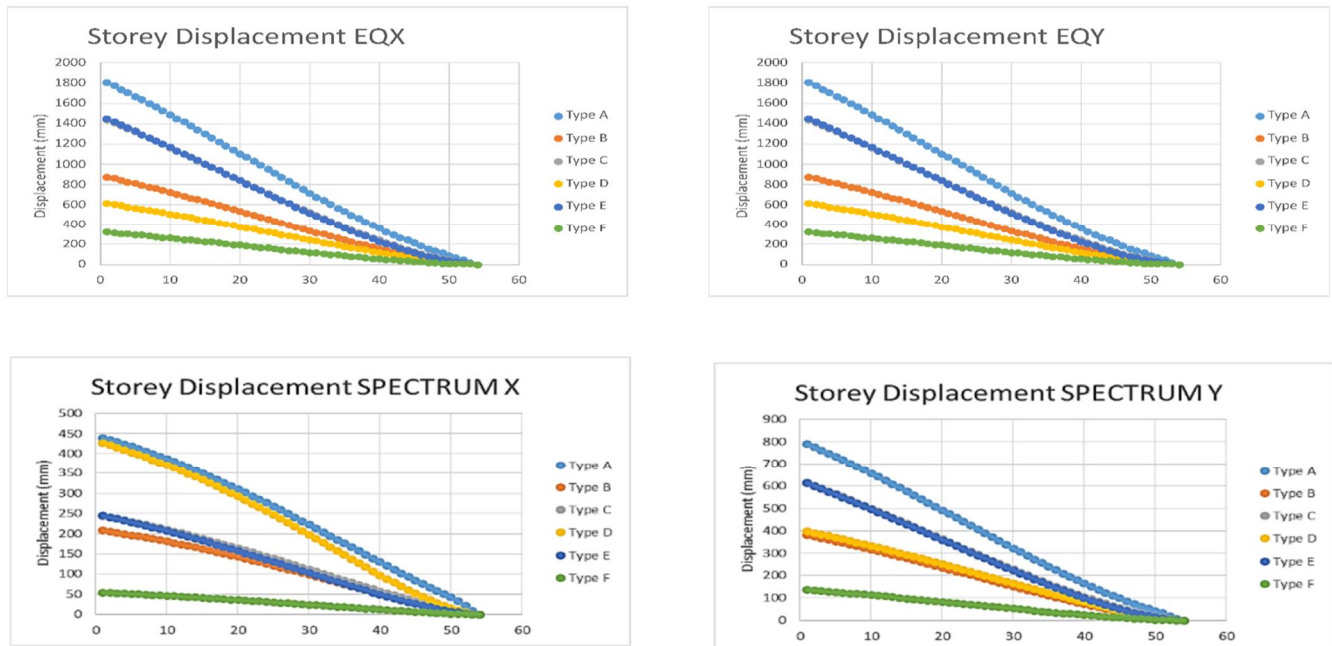 Storey Displacement EQX
Displacement (mm)
2000
1800
1600
1400
1200
1000
800
600
400
200
0
0 10 20 30 40 50 60
Type A
Type B
Type C
Type D
Type E
Type F
Storey Displacement EQY
Displacement (mm)
2000
1800
1600
1400
1200
1000
800
600
400
200
0
0 10 20 30 40 50 60
Type A
Type B
Type C
Type D
Type E
Type F
Storey Displacement SPECTRUM X
Displacement (mm)
500
450
400
350
300
250
200
150
100
50
0
0 10 20 30 40 50 60
Type A
Type B
Type C
Type D
Type E
Type F
Storey Displacement SPECTRUM Y
Displacement (mm)
900
800
700
600
500
400
300
200
100
0
0 10 20 30 40 50 60
Type A
Type B
Type C
Type D
Type E
Type F